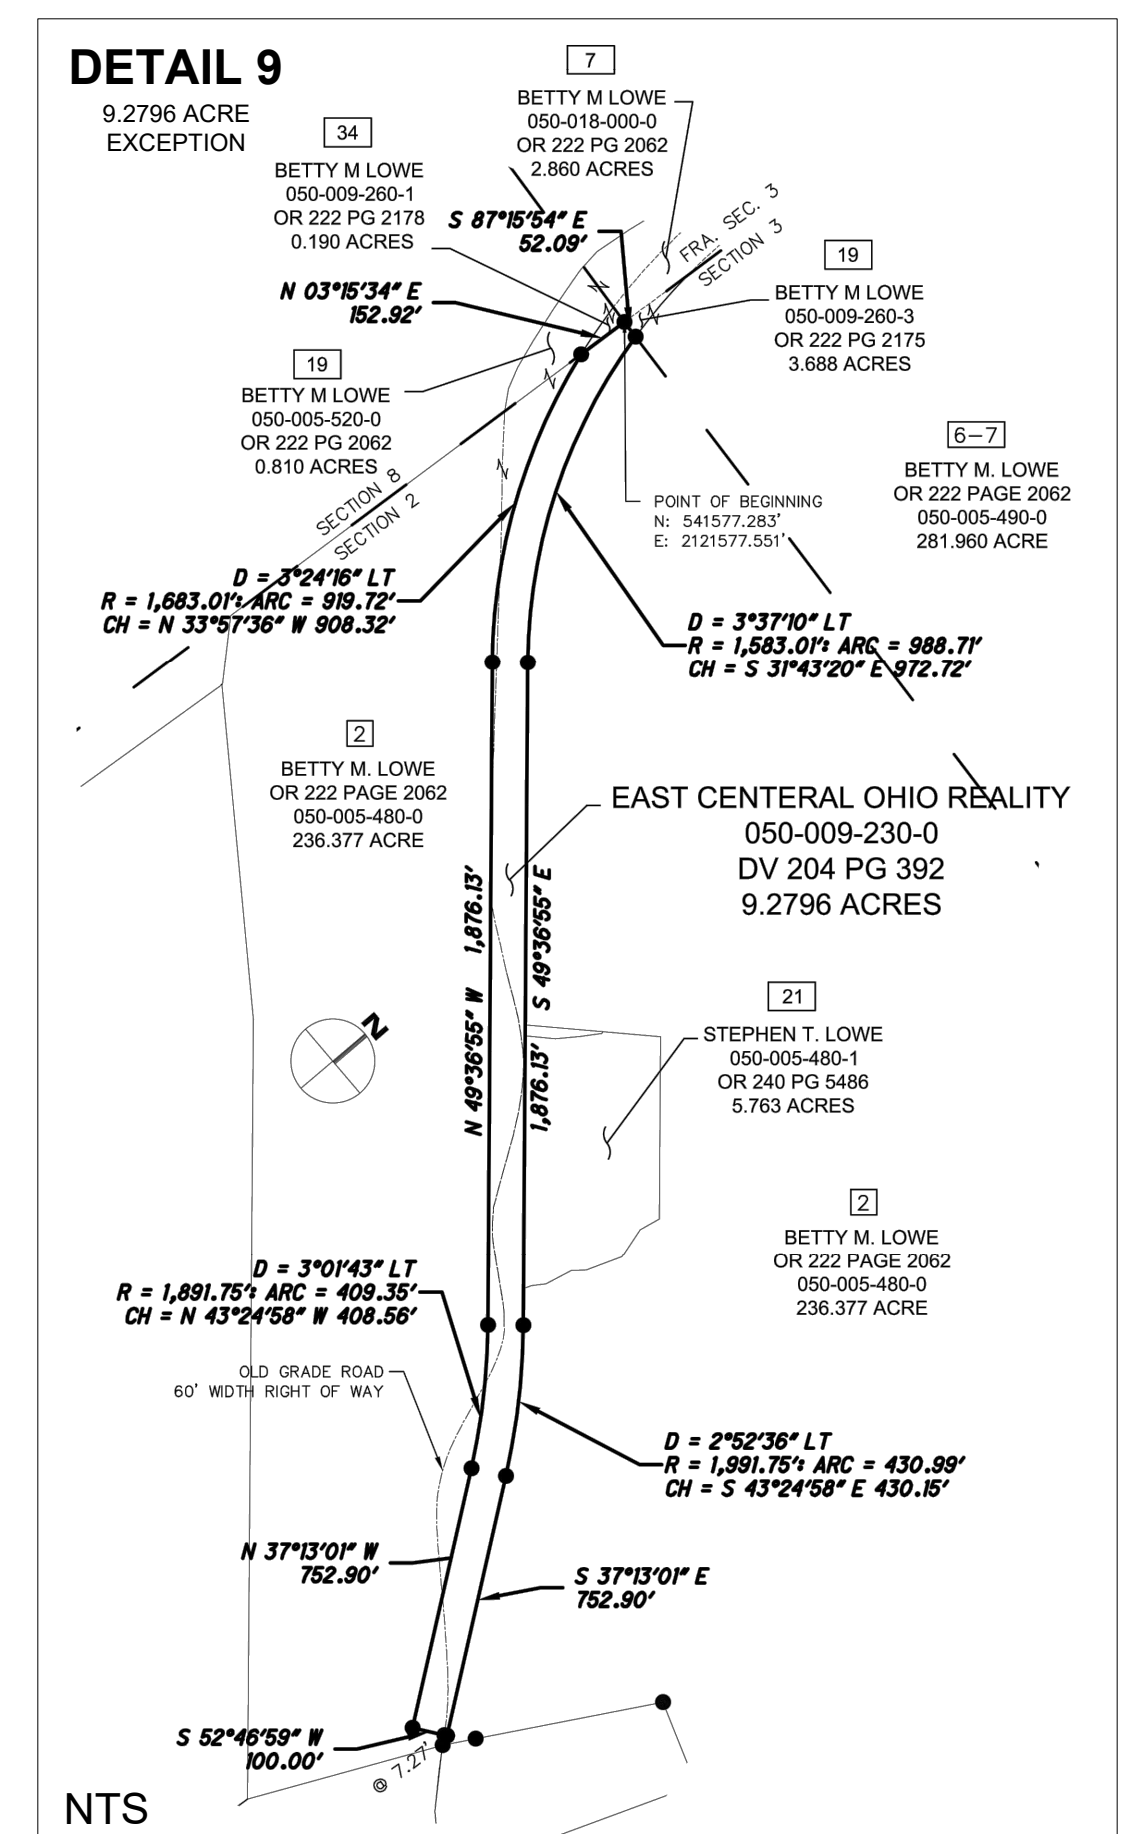 DETAIL 9
9.2796 ACRE
EXCEPTION
7
BETTY M LOWE
050-018-000-0
OR 222 PG 2062
2.860 ACRES
34
BETTY M LOWE
050-009-260-1
OR 222 PG 2178
0.190 ACRES
S 87°15'54" E
52.09'
FRA. SEC. 3
SECTION 3
19
BETTY M LOWE
050-009-260-3
OR 222 PG 2175
3.688 ACRES
N 03°15'34" E
152.92'
19
BETTY M LOWE
050-005-520-0
OR 222 PG 2062
0.810 ACRES
6-7
BETTY M. LOWE
OR 222 PAGE 2062
050-005-490-0
281.960 ACRE
SECTION 8
SECTION 2
POINT OF BEGINNING
N: 541577.283'
E: 2121577.551'
D = 3°24'16" LT
R = 1,683.01': ARC = 919.72'
CH = N 33°57'36" W 908.32'
D = 3°37'10" LT
R = 1,583.01': ARC = 988.71'
CH = S 31°43'20" E 972.72'
2
BETTY M. LOWE
OR 222 PAGE 2062
050-005-480-0
236.377 ACRE
EAST CENTERAL OHIO REALITY
050-009-230-0
DV 204 PG 392
9.2796 ACRES
N 49°36'55" W 1,876.13'
1,876.13' S 49°36'55" E
N
21
STEPHEN T. LOWE
050-005-480-1
OR 240 PG 5486
5.763 ACRES
2
BETTY M. LOWE
OR 222 PAGE 2062
050-005-480-0
236.377 ACRE
D = 3°01'43" LT
R = 1,891.75': ARC = 409.35'
CH = N 43°24'58" W 408.56'
OLD GRADE ROAD
60' WIDTH RIGHT OF WAY
D = 2°52'36" LT
R = 1,991.75': ARC = 430.99'
CH = S 43°24'58" E 430.15'
N 37°13'01" W
752.90'
S 37°13'01" E
752.90'
S 52°46'59" W
100.00'
@ 7.27'
NTS